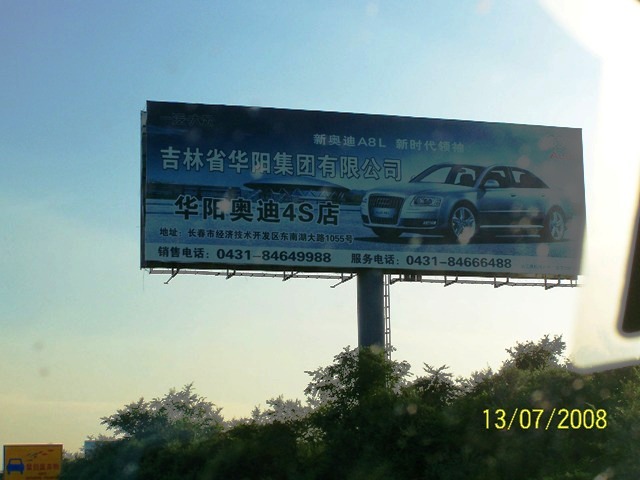 新奥迪A8L 新时代领袖
吉林省华阳集团有限公司
华阳奥迪4S店
地址：长春市经济技术开发区东南湖大路1055号
销售电话：0431-84649988 服务电话：0431-84666488
13/07/2008